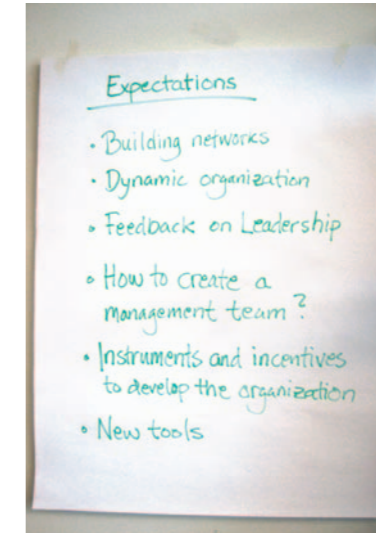 Expectations
• Building networks
• Dynamic organization
• Feedback on Leadership
• How to create a
management team?
• Instruments and incentives
to develop the organization
• New tools